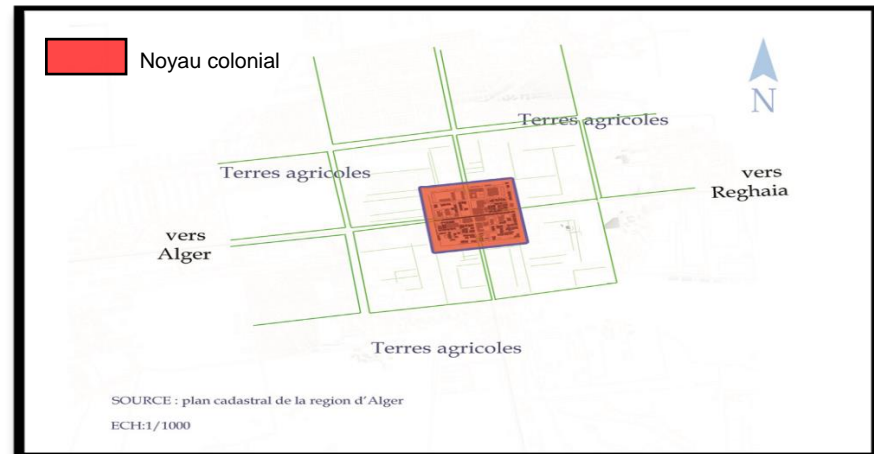 Noyau colonial
N
Terres agricoles
Terres agricoles
vers
Reghaia
vers
Alger
Terres agricoles
SOURCE : plan cadastral de la region d'Alger
ECH:1/1000